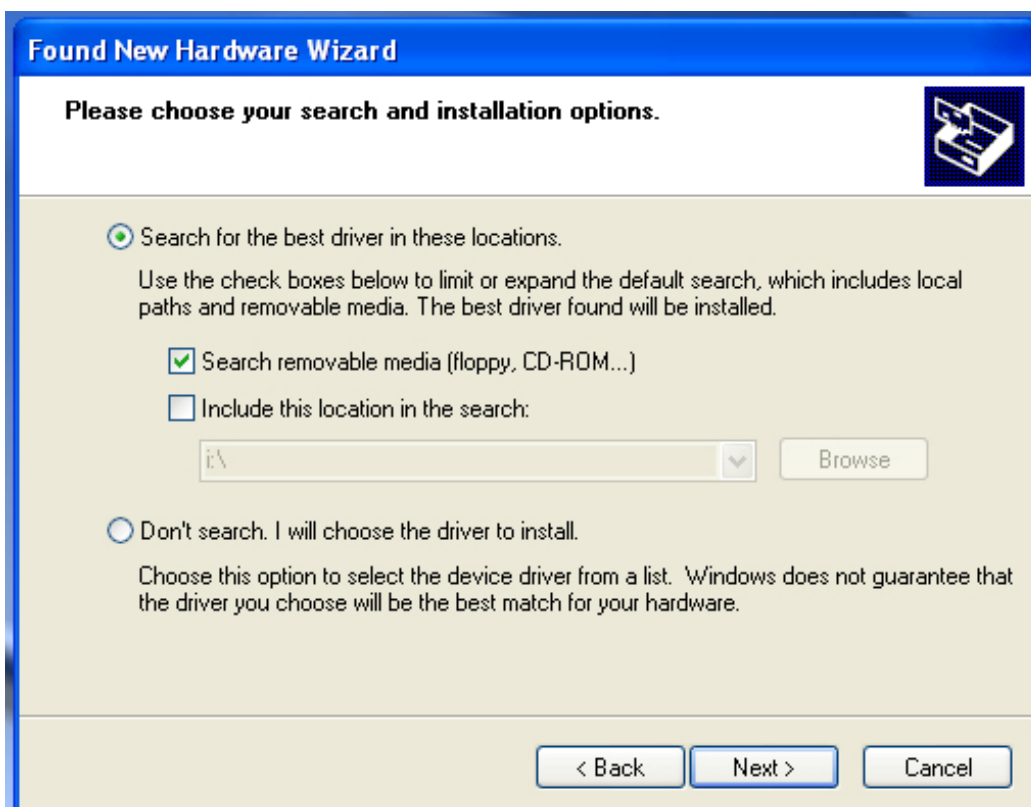 Found New Hardware Wizard
Please choose your search and installation options.
Search for the best driver in these locations.
Use the check boxes below to limit or expand the default search, which includes local
paths and removable media. The best driver found will be installed.
Search removable media (floppy, CD-ROM...)
Include this location in the search:
i:\
Browse
Don't search. I will choose the driver to install.
Choose this option to select the device driver from a list.  Windows does not guarantee that
the driver you choose will be the best match for your hardware.
< Back
Next >
Cancel